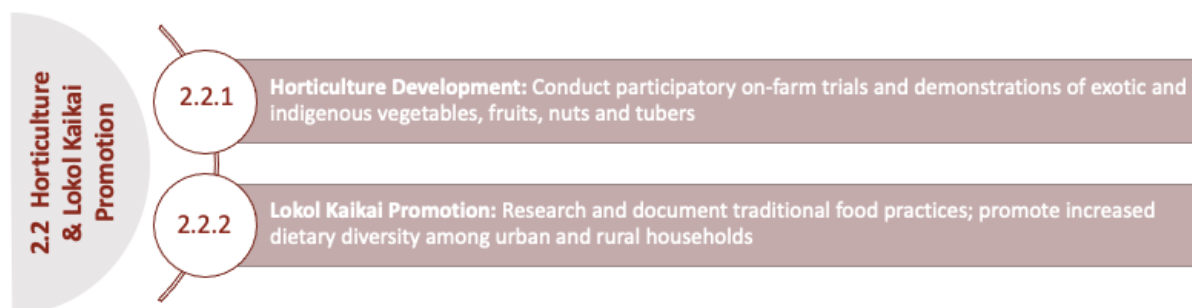 2.2 Horticulture
& Lokol Kaikai
Promotion
2.2.1
Horticulture Development: Conduct participatory on-farm trials and demonstrations of exotic and
indigenous vegetables, fruits, nuts and tubers
2.2.2
Lokol Kaikai Promotion: Research and document traditional food practices; promote increased
dietary diversity among urban and rural households